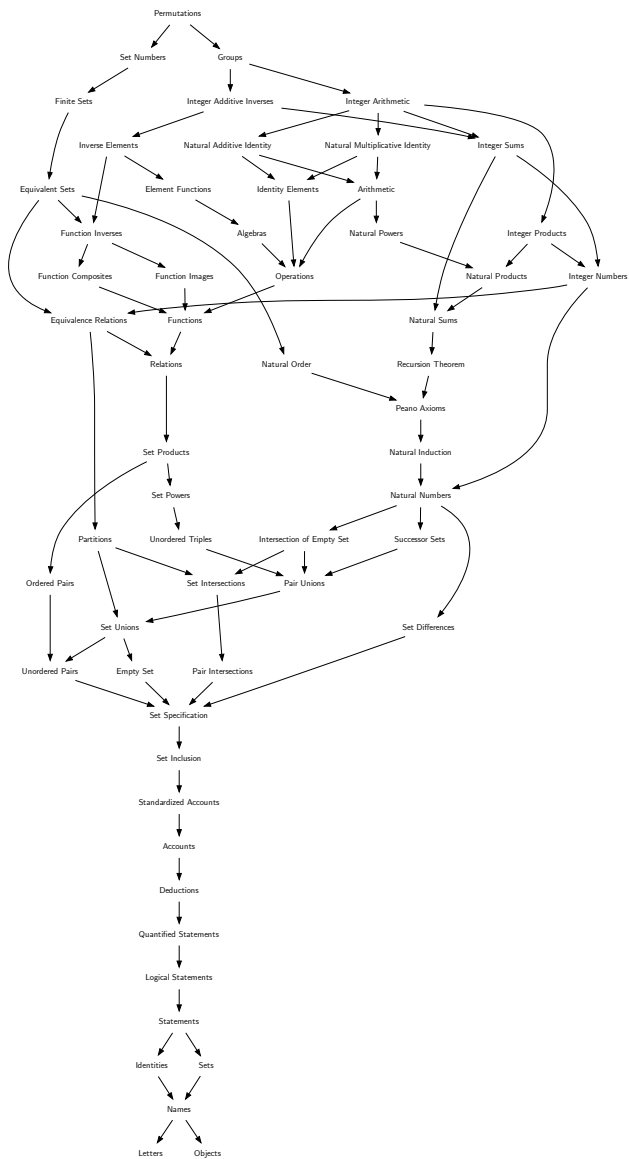 Permutations
Set Numbers Groups
Finite Sets Integer Additive Inverses Integer Arithmetic
Inverse Elements Natural Additive Identity Natural Multiplicative Identity Integer Sums
Equivalent Sets Element Functions Identity Elements Arithmetic
Function Inverses Algebras Natural Powers Integer Products
Function Composites Function Images Operations Natural Products Integer Numbers
Equivalence Relations Functions Natural Sums
Relations Natural Order Recursion Theorem
Peano Axioms
Set Products Natural Induction
Set Powers Natural Numbers
Partitions Unordered Triples Intersection of Empty Set Successor Sets
Ordered Pairs Set Intersections Pair Unions
Set Unions Set Differences
Unordered Pairs Empty Set Pair Intersections
Set Specification
Set Inclusion
Standardized Accounts
Accounts
Deductions
Quantified Statements
Logical Statements
Statements
Identities Sets
Names
Letters Objects